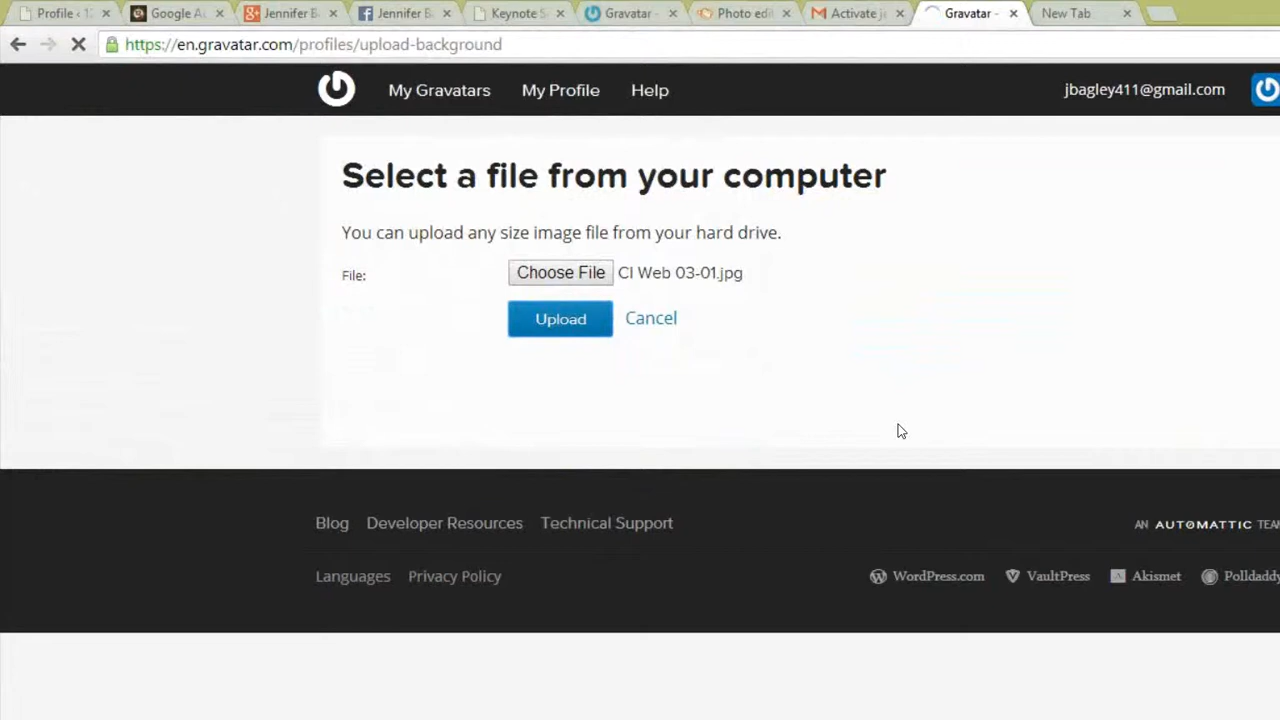 Profile ‹ 1
Google A
Jennifer B
Jennifer B
Keynote S
Gravatar -
Photo edi
Activate j
Gravatar -
New Tab
https://en.gravatar.com/profiles/upload-background
My Gravatars My Profile Help jbagley411@gmail.com
Select a file from your computer
You can upload any size image file from your hard drive.
File: Choose File CI Web 03-01.jpg
Upload Cancel
Blog Developer Resources Technical Support AN AUTOMATTIC TEA
Languages Privacy Policy WordPress.com VaultPress Akismet Polldaddy